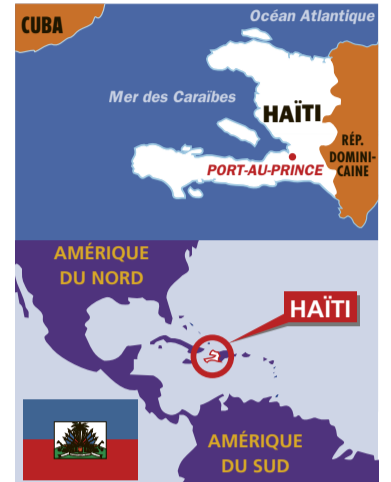 Océan Atlantique
CUBA
Mer des Caraïbes
HAÏTI
RÉP.
DOMINI-
CAINE
PORT-AU-PRINCE
AMÉRIQUE
DU NORD
HAÏTI
AMÉRIQUE
DU SUD